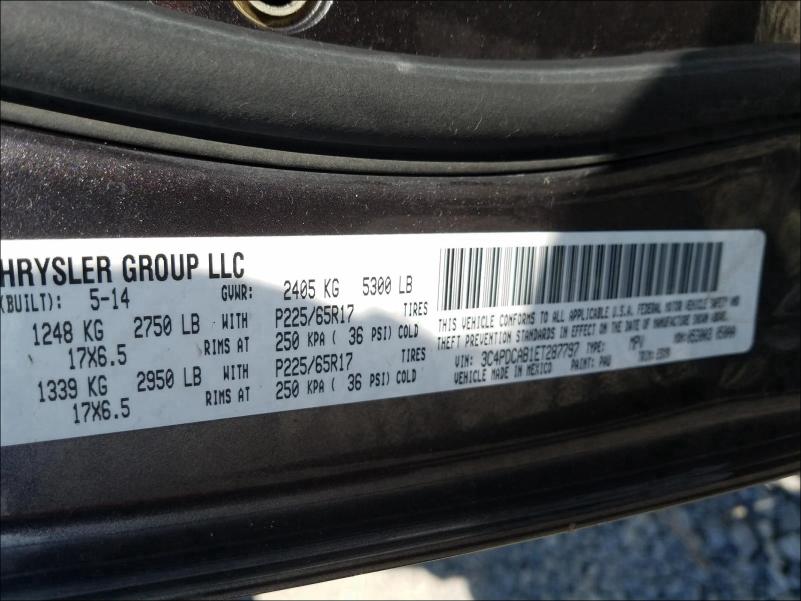 HRYSLER GROUP LLC
(BUILT): 5-14 GVWR: 2405 KG 5300 LB
1248 KG 2750 LB WITH P225/65R17 TIRES
17X6.5 RIMS AT 250 KPA ( 36 PSI) COLD
1339 KG 2950 LB WITH P225/65R17 TIRES
17X6.5 RIMS AT 250 KPA ( 36 PSI) COLD
THIS VEHICLE CONFORMS TO ALL APPLICABLE U.S.A. FEDERAL MOTOR VEHICLE SAFETY AND
THEFT PREVENTION STANDARDS IN EFFECT ON THE DATE OF MANUFACTURE SHOWN ABOVE.
VIN: 3C4PDCAB1ET287797 TYPE: MPV
VEHICLE MADE IN MEXICO PAINT: PAU TRIM: